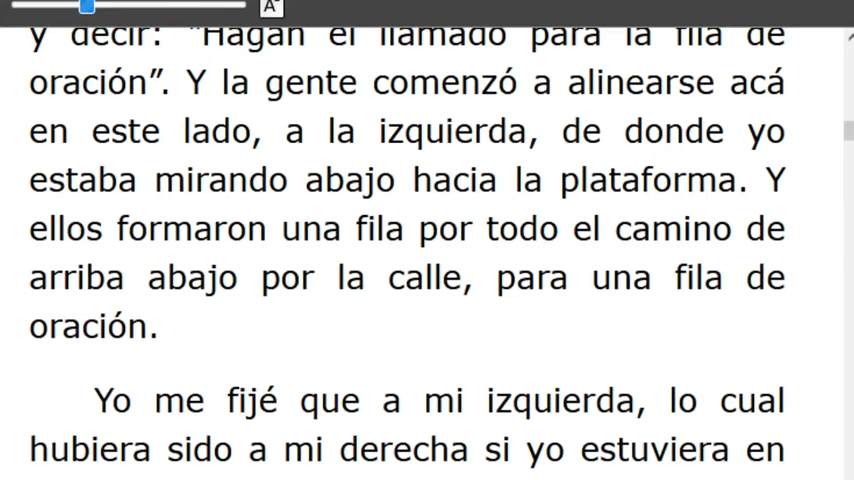 A
y decir: "Hagan el llamado para la fila de
oración”. Y la gente comenzó a alinearse acá
en este lado, a la izquierda, de donde yo
estaba mirando abajo hacia la plataforma. Y
ellos formaron una fila por todo el camino de
arriba abajo por la calle, para una fila de
oración.
Yo me fijé que a mi izquierda, lo cual
hubiera sido a mi derecha si yo estuviera en